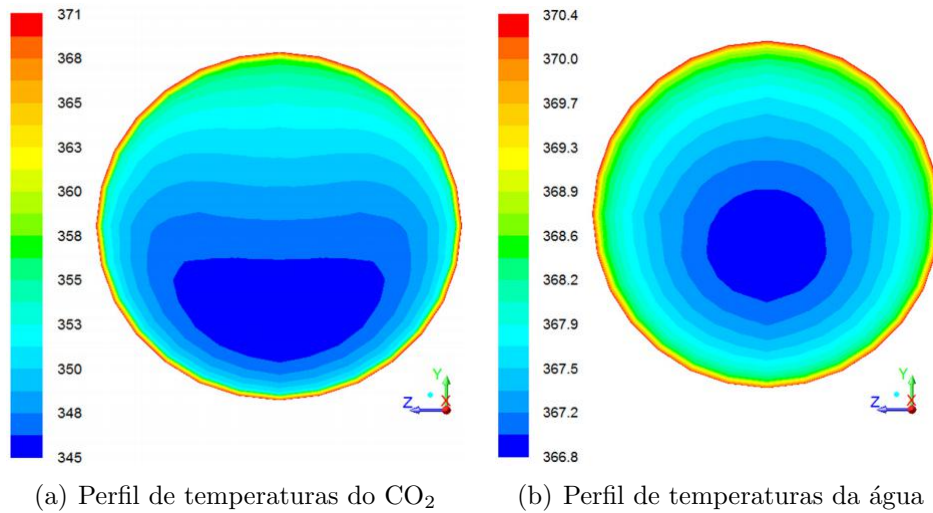 371
368
365
363
360
358
355
353
350
348
345
Y
Z
X
(a) Perfil de temperaturas do CO₂
370.4
370.0
369.7
369.3
368.9
368.6
368.2
367.9
367.5
367.2
366.8
Y
Z
X
(b) Perfil de temperaturas da água